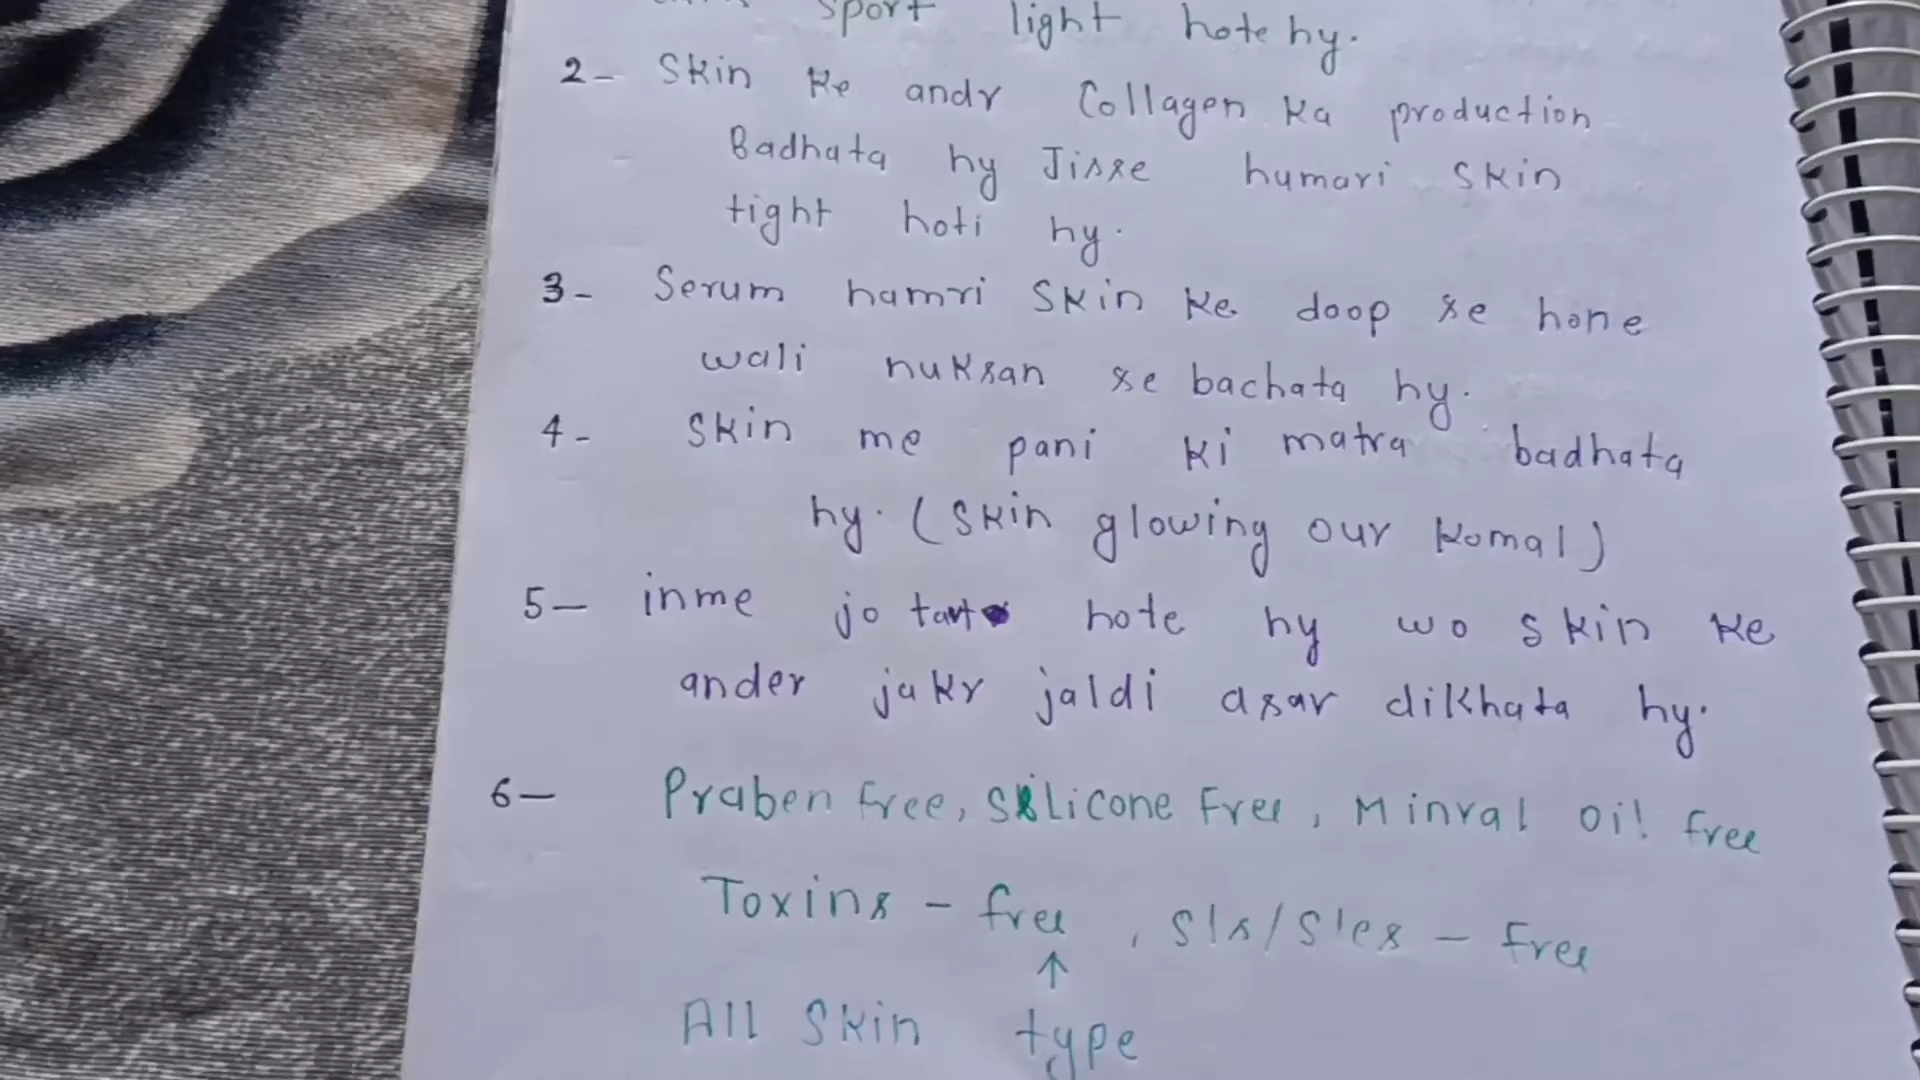 sport light hote hy.
2- Skin ke andr Collagen ka production
Badhata hy Jisse humari skin
tight hoti hy.
3- Serum hamri Skin ke doop se hone
wali nuksan se bachata hy.
4- Skin me pani ki matra badhata
hy. (Skin glowing our komal)
5- inme jo tart hote hy wo skin ke
ander jakr jaldi asar dikhata hy.
6- Praben free, Silicone Free, Minral oil free
Toxins - free, Sls/Sles - Free
↑
All Skin type